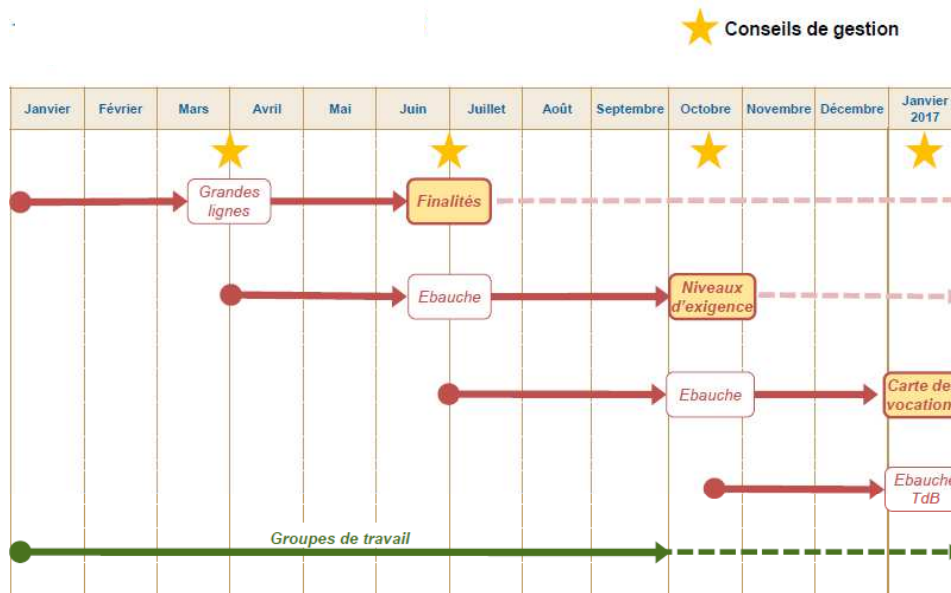 Conseils de gestion
Janvier Février Mars Avril Mai Juin Juillet Août Septembre Octobre Novembre Décembre Janvier
2017
Grandes
lignes
Finalités
Ebauche
Niveaux
d'exigence
Ebauche
Carte de
vocation
Ebauche
TdB
Groupes de travail